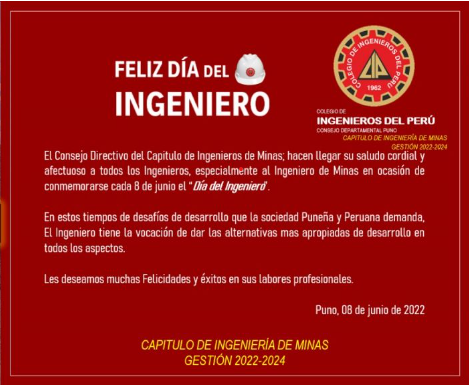 FELIZ DÍA DEL
INGENIERO
COLEGIO DE INGENIEROS DEL PERÚ
1962
COLEGIO DE
INGENIEROS DEL PERÚ
CONSEJO DEPARTAMENTAL PUNO
CAPITULO DE INGENIERÍA DE MINAS
GESTIÓN 2022-2024
El Consejo Directivo del Capitulo de Ingenieros de Minas; hacen llegar su saludo cordial y
afectuoso a todos los Ingenieros, especialmente al Ingeniero de Minas en ocasión de
conmemorarse cada 8 de junio el "Día del Ingeniero".
En estos tiempos de desafíos de desarrollo que la sociedad Puneña y Peruana demanda,
El Ingeniero tiene la vocación de dar las alternativas mas apropiadas de desarrollo en
todos los aspectos.
Les deseamos muchas Felicidades y éxitos en sus labores profesionales.
Puno, 08 de junio de 2022
CAPITULO DE INGENIERÍA DE MINAS
GESTIÓN 2022-2024